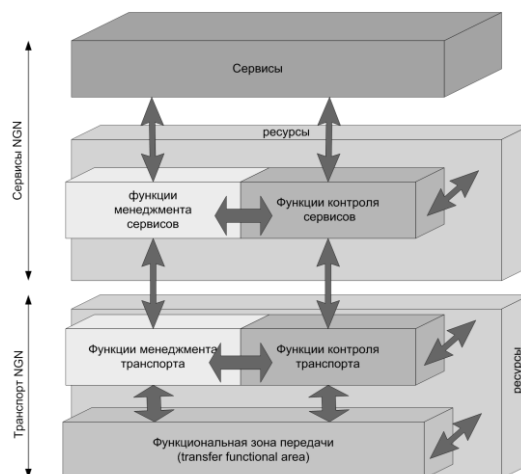 Сервисы
ресурсы
Сервисы NGN
функции
менеджмента
сервисов
Функции контроля
сервисов
Транспорт NGN
Функции менеджмента
транспорта
Функции контроля
транспорта
ресурсы
Функциональная зона передачи
(transfer functional area)